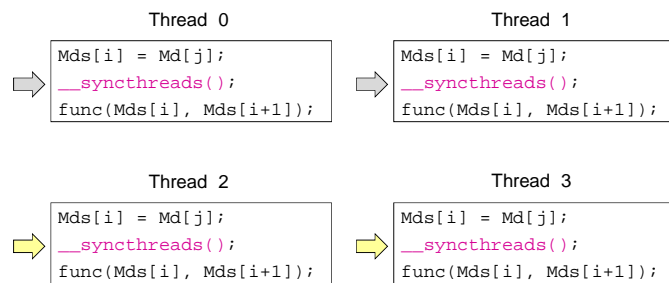 Thread 0
Mds[i] = Md[j];
__syncthreads();
func(Mds[i], Mds[i+1]);
Thread 1
Mds[i] = Md[j];
__syncthreads();
func(Mds[i], Mds[i+1]);
Thread 2
Mds[i] = Md[j];
__syncthreads();
func(Mds[i], Mds[i+1];
Thread 3
Mds[i] = Md[j];
__syncthreads();
func(Mds[i], Mds[i+1]);